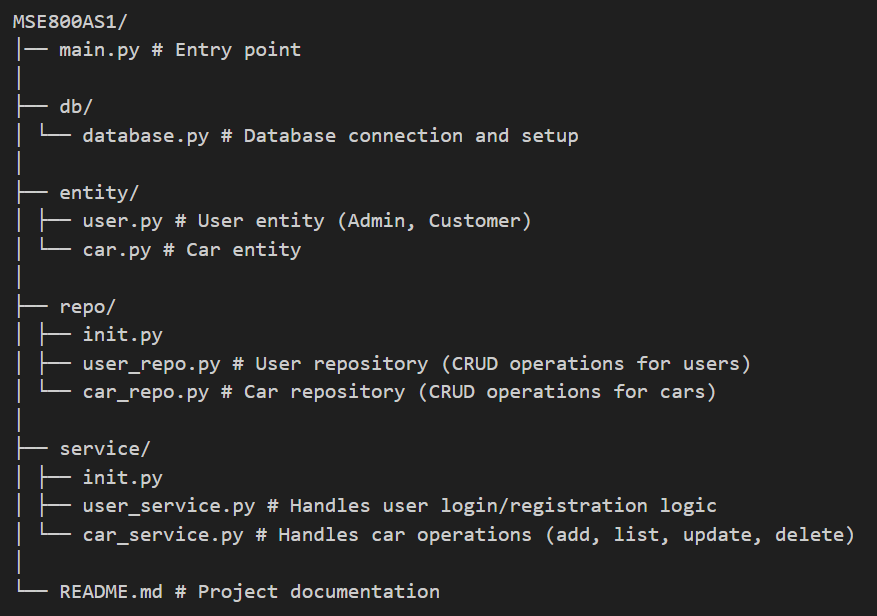 MSE800AS1/
│── main.py # Entry point
│
├── db/
│ └── database.py # Database connection and setup
│
├── entity/
│ ├── user.py # User entity (Admin, Customer)
│ └── car.py # Car entity
│
├── repo/
│ ├── init.py
│ ├── user_repo.py # User repository (CRUD operations for users)
│ └── car_repo.py # Car repository (CRUD operations for cars)
│
├── service/
│ ├── init.py
│ ├── user_service.py # Handles user login/registration logic
│ └── car_service.py # Handles car operations (add, list, update, delete)
│
└── README.md # Project documentation